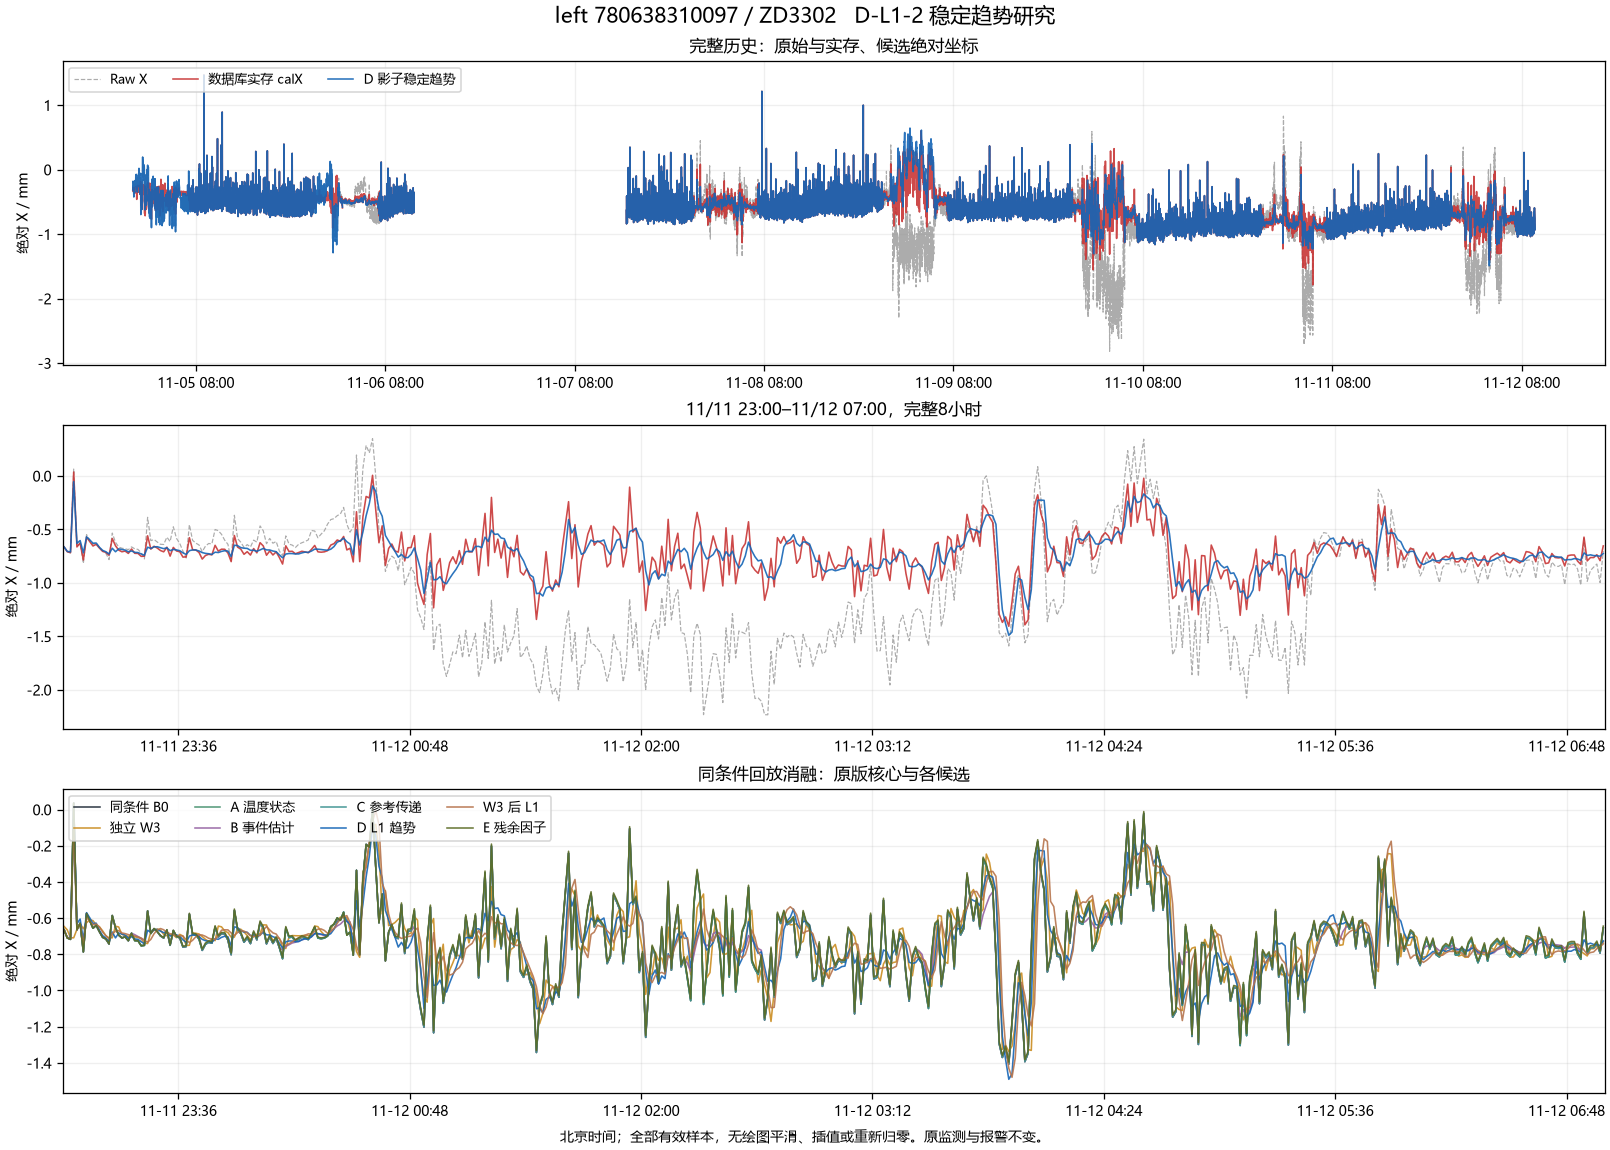 left 780638310097 / ZD3302   D-L1-2 稳定趋势研究
完整历史：原始与实存、候选绝对坐标
Raw X   数据库实存 calX   D 影子稳定趋势
绝对 X / mm
1
0
-1
-2
-3
11-05 08:00   11-06 08:00   11-07 08:00   11-08 08:00   11-09 08:00   11-10 08:00   11-11 08:00   11-12 08:00
11/11 23:00–11/12 07:00，完整8小时
绝对 X / mm
0.0
-0.5
-1.0
-1.5
-2.0
11-11 23:36   11-12 00:48   11-12 02:00   11-12 03:12   11-12 04:24   11-12 05:36   11-12 06:48
同条件回放消融：原版核心与各候选
同条件 B0   A 温度状态   C 参考传递   W3 后 L1
独立 W3   B 事件估计   D L1 趋势   E 残余因子
绝对 X / mm
0.0
-0.2
-0.4
-0.6
-0.8
-1.0
-1.2
-1.4
11-11 23:36   11-12 00:48   11-12 02:00   11-12 03:12   11-12 04:24   11-12 05:36   11-12 06:48
北京时间；全部有效样本，无绘图平滑、插值或重新归零。原监测与报警不变。